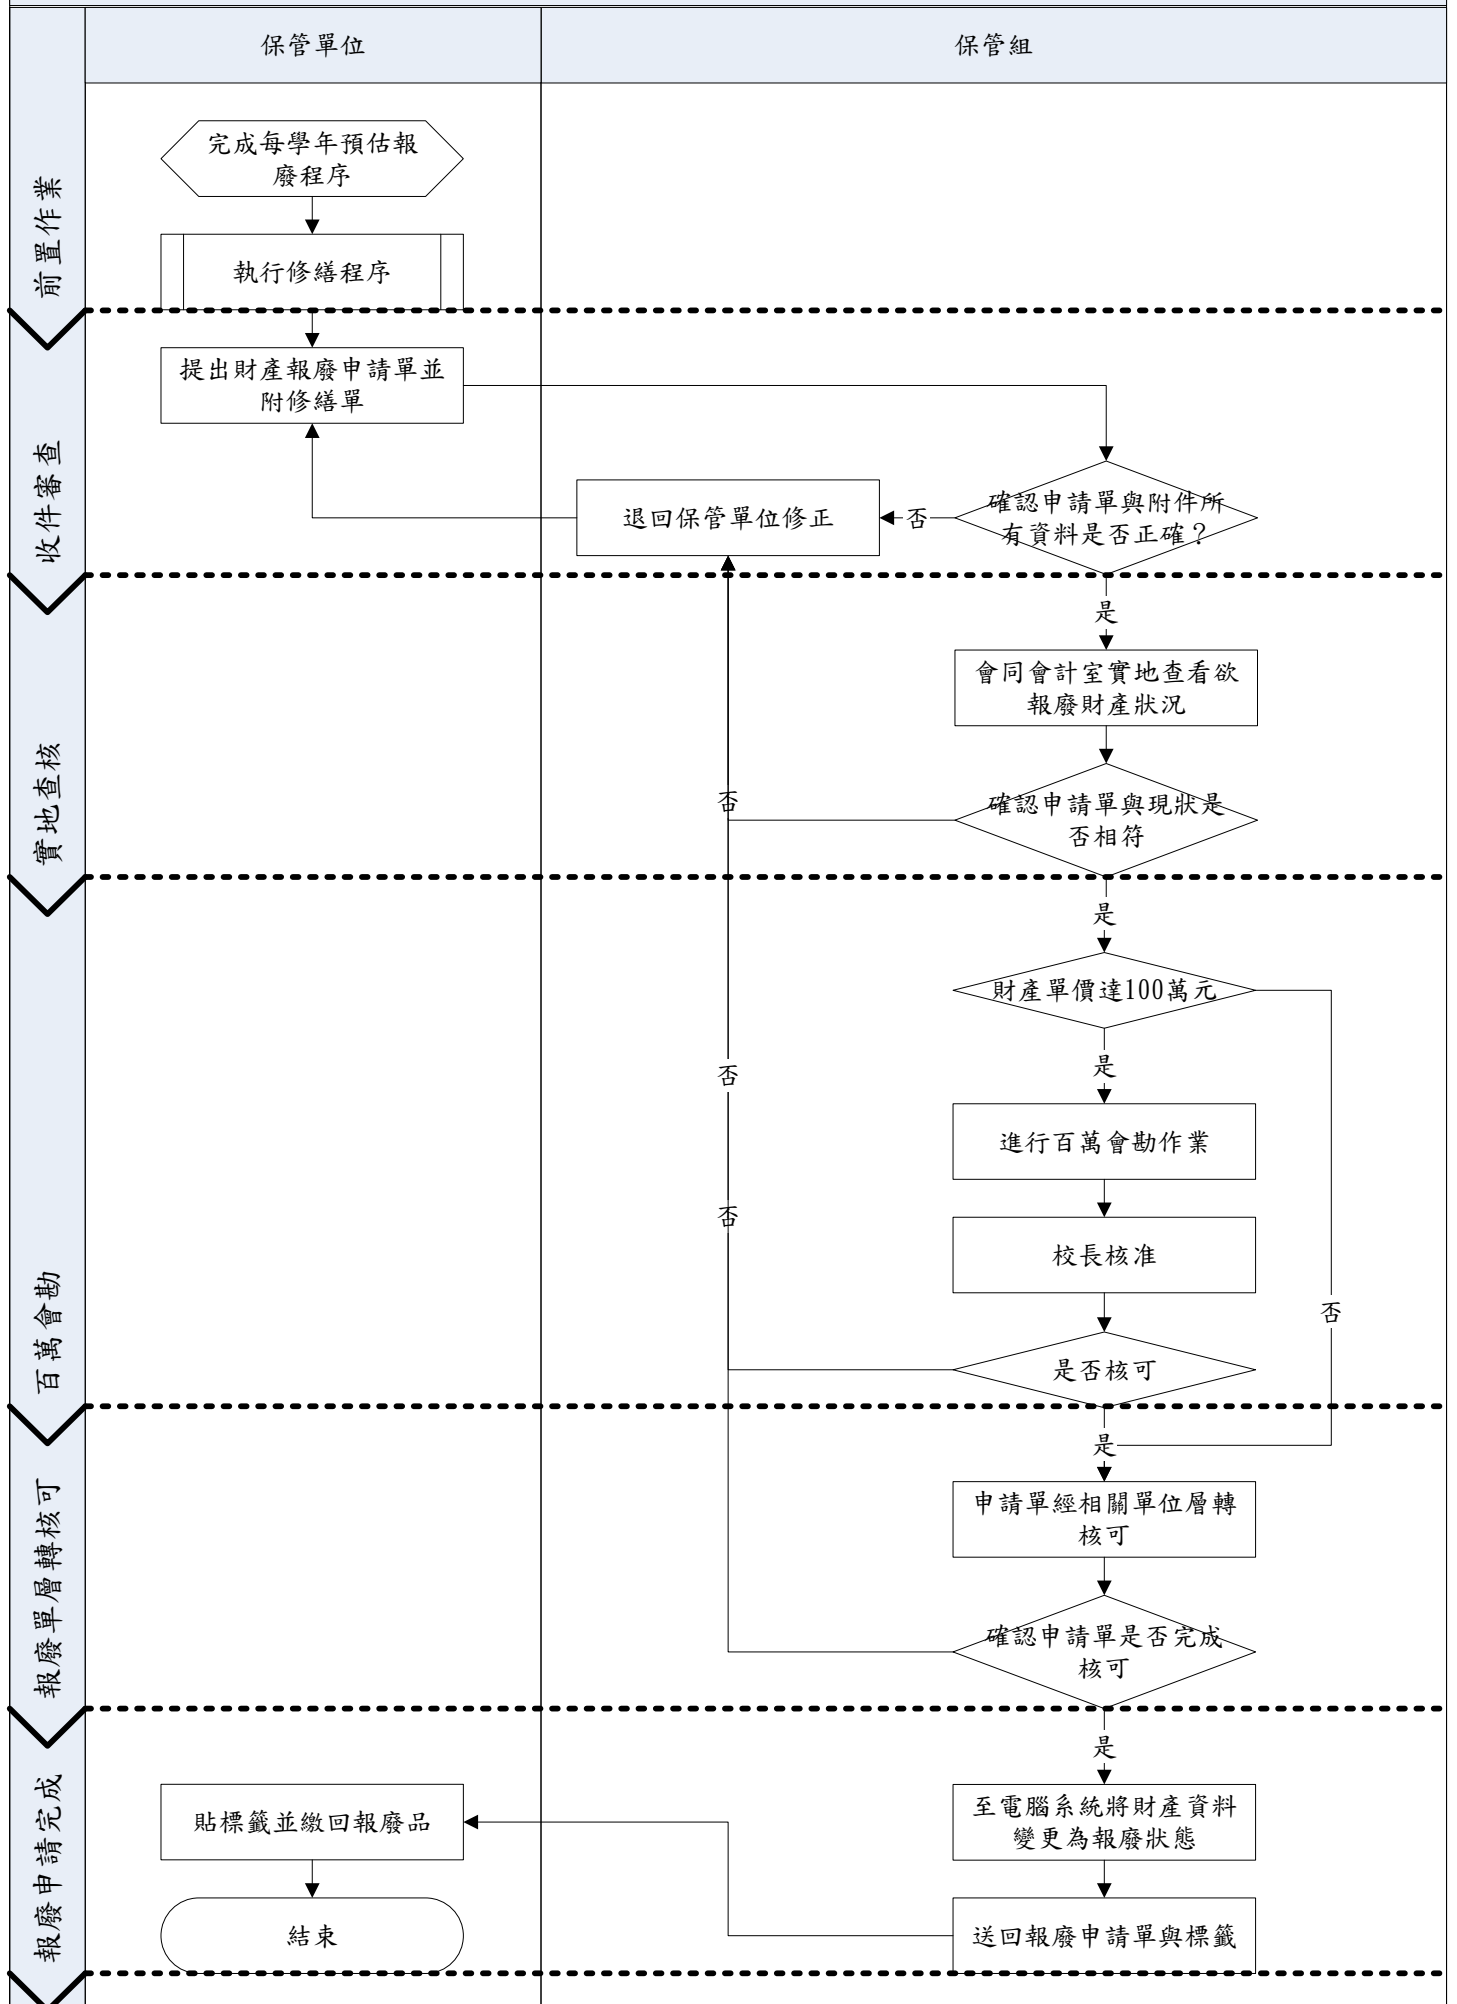 保管單位
保管組
前置作業
完成每學年預估報
廢程序
執行修繕程序
收件審查
提出財產報廢申請單並
附修繕單
退回保管單位修正
否
確認申請單與附件所
有資料是否正確？
是
實地查核
會同會計室實地查看欲
報廢財產狀況
否
確認申請單與現狀是
否相符
是
百萬會勘
財產單價達100萬元
否
是
進行百萬會勘作業
否
校長核准
否
是否核可
是
報廢單層轉核可
申請單經相關單位層轉
核可
確認申請單是否完成
核可
是
報廢申請完成
至電腦系統將財產資料
變更為報廢狀態
貼標籤並繳回報廢品
送回報廢申請單與標籤
結束